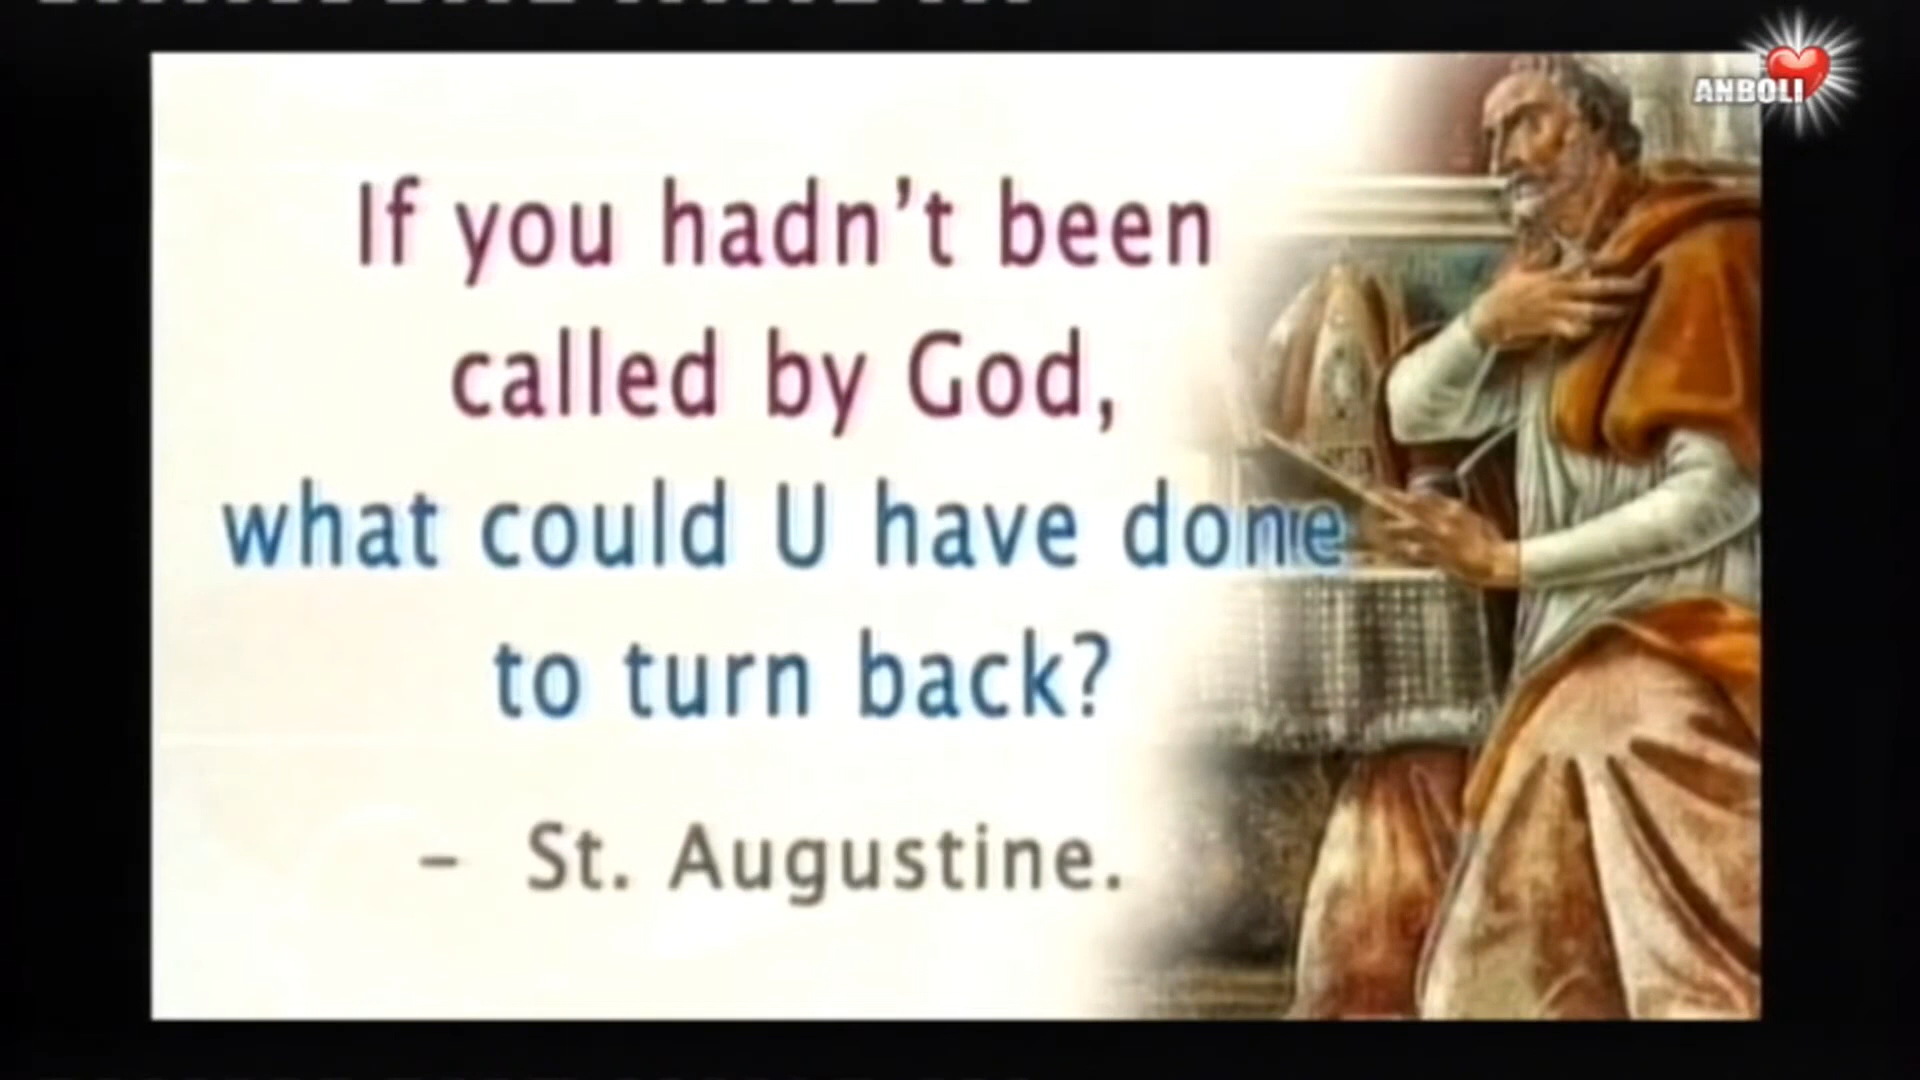 ANBOLI
If you hadn't been
called by God,
what could U have done
to turn back?
– St. Augustine.